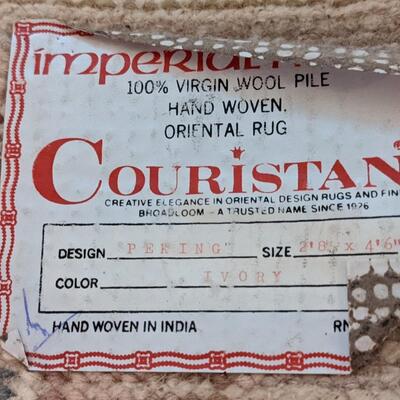 imperial
100% VIRGIN WOOL PILE
HAND WOVEN.
ORIENTAL RUG
COURISTAN
CREATIVE ELEGANCE IN ORIENTAL DESIGN RUGS AND FIN
BROADLOOM – A TRUSTED NAME SINCE 1926
DESIGN PEKING" SIZE 2'8" x 4'6"
COLOR IVORY
HAND WOVEN IN INDIA RN